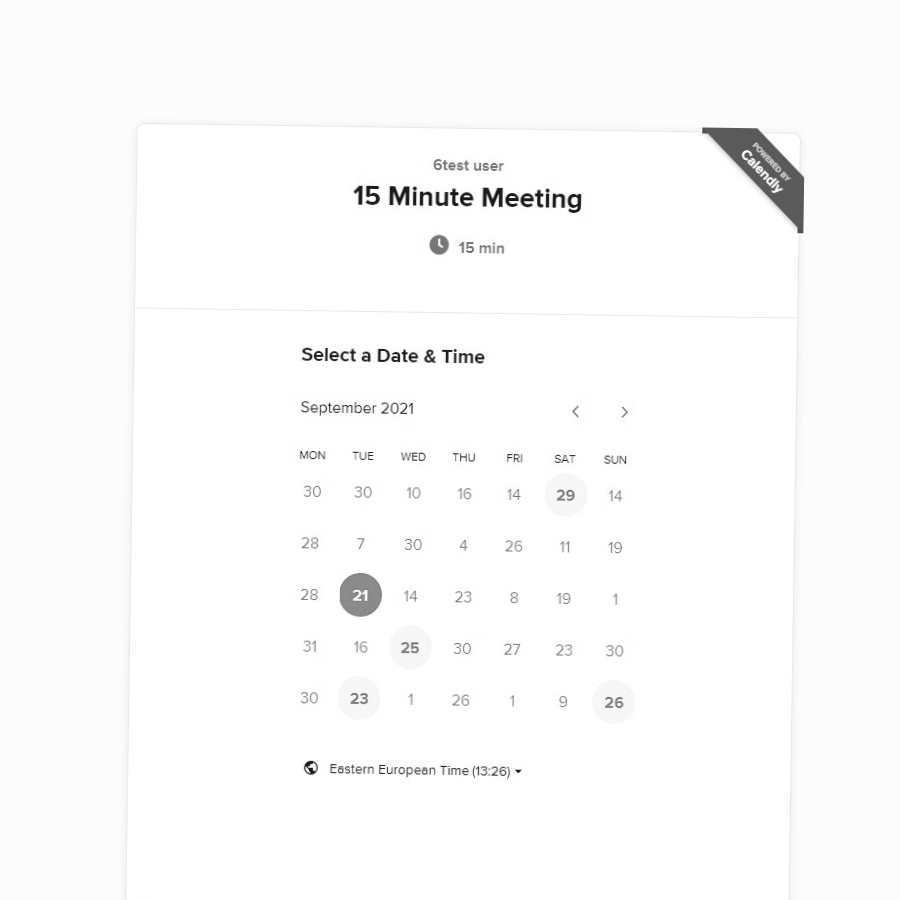 POWERED BY
Calendly
6test user
15 Minute Meeting
15 min
Select a Date & Time
September 2021
MON TUE WED THU FRI SAT SUN
30 30 10 16 14 29 14
28 7 30 4 26 11 19
28 21 14 23 8 19 1
31 16 25 30 27 23 30
30 23 1 26 1 9 26
Eastern European Time (13:26)